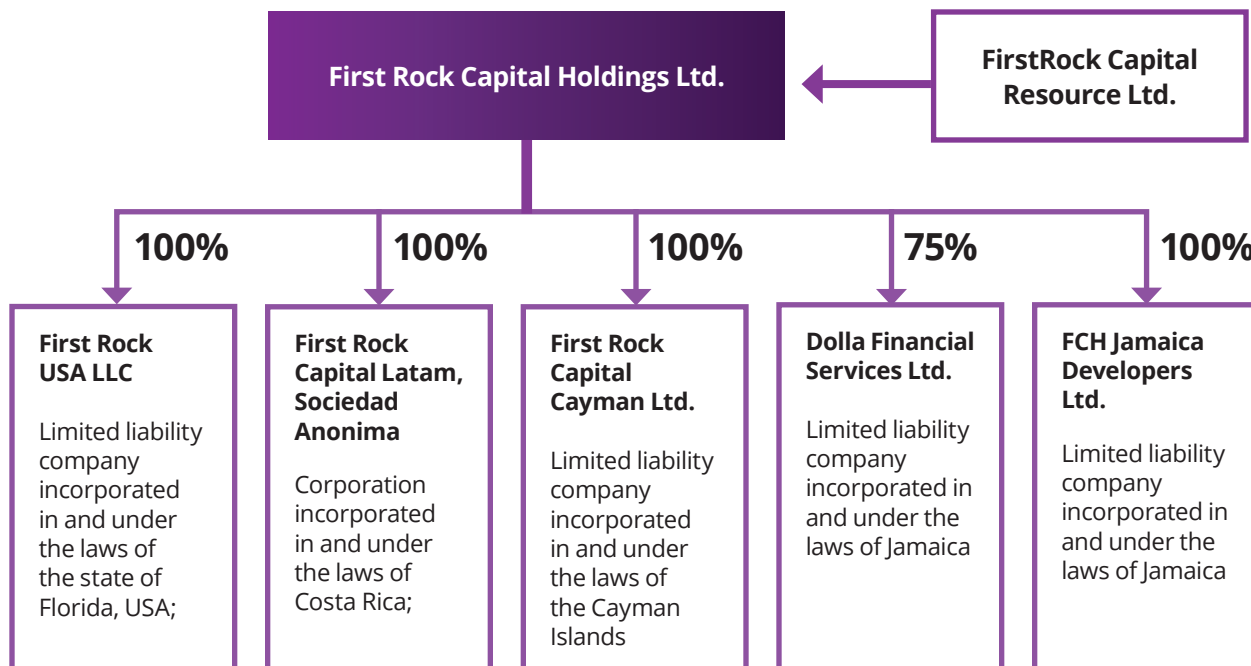 First Rock Capital Holdings Ltd.
FirstRock Capital
Resource Ltd.
100%
100%
100%
75%
100%
First Rock
USA LLC
Limited liability
company
incorporated
in and under
the laws of
the state of
Florida, USA;
First Rock
Capital Latam,
Sociedad
Anonima
Corporation
incorporated
in and under
the laws of
Costa Rica;
First Rock
Capital
Cayman Ltd.
Limited liability
company
incorporated
in and under
the laws of
the Cayman
Islands
Dolla Financial
Services Ltd.
Limited liability
company
incorporated in
and under the
laws of Jamaica
FCH Jamaica
Developers
Ltd.
Limited liability
company
incorporated in
and under the
laws of Jamaica